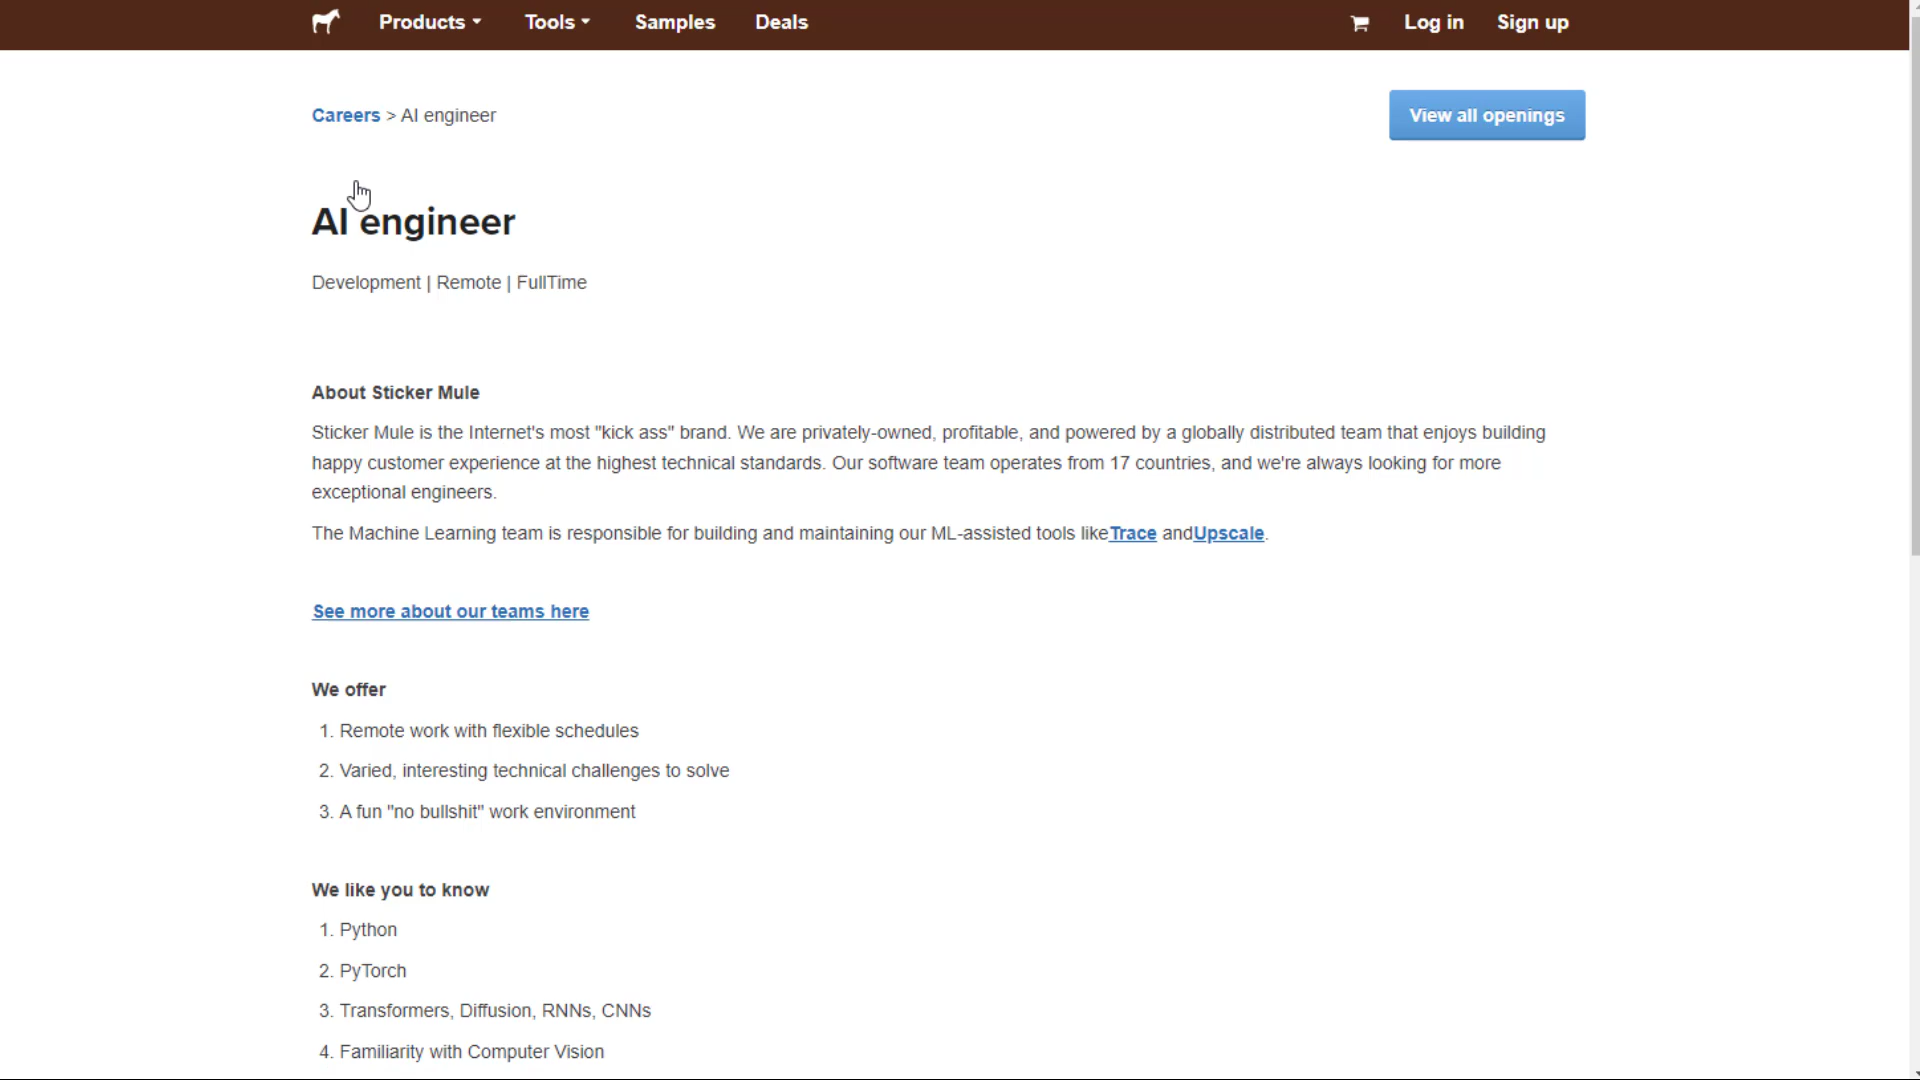 Products Tools Samples Deals Log in Sign up
Careers > AI engineer
View all openings
AI engineer
Development | Remote | FullTime
About Sticker Mule
Sticker Mule is the Internet's most "kick ass" brand. We are privately-owned, profitable, and powered by a globally distributed team that enjoys building
happy customer experience at the highest technical standards. Our software team operates from 17 countries, and we're always looking for more
exceptional engineers.
The Machine Learning team is responsible for building and maintaining our ML-assisted tools likeTrace andUpscale.
See more about our teams here
We offer
1. Remote work with flexible schedules
2. Varied, interesting technical challenges to solve
3. A fun "no bullshit" work environment
We like you to know
1. Python
2. PyTorch
3. Transformers, Diffusion, RNNs, CNNs
4. Familiarity with Computer Vision